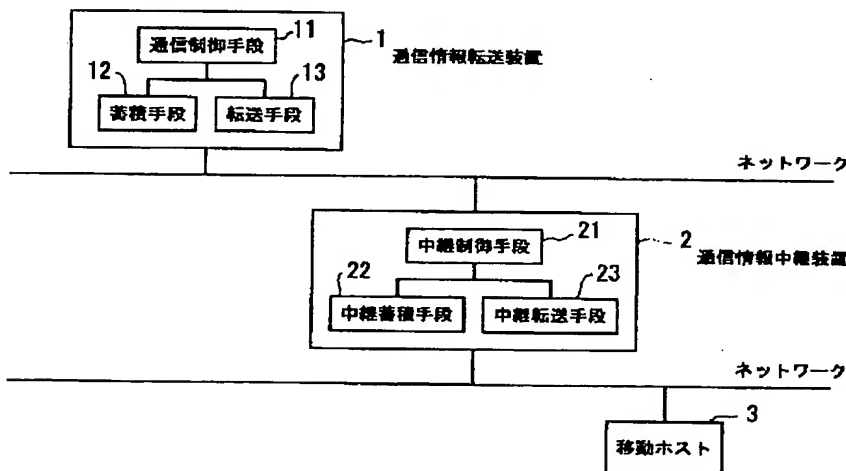 通信制御手段 11
1 通信情報転送装置
12 13
蓄積手段 転送手段
ネットワーク
中継制御手段 21
2 通信情報中継装置
22 23
中継蓄積手段 中継転送手段
ネットワーク
3
移動ホスト